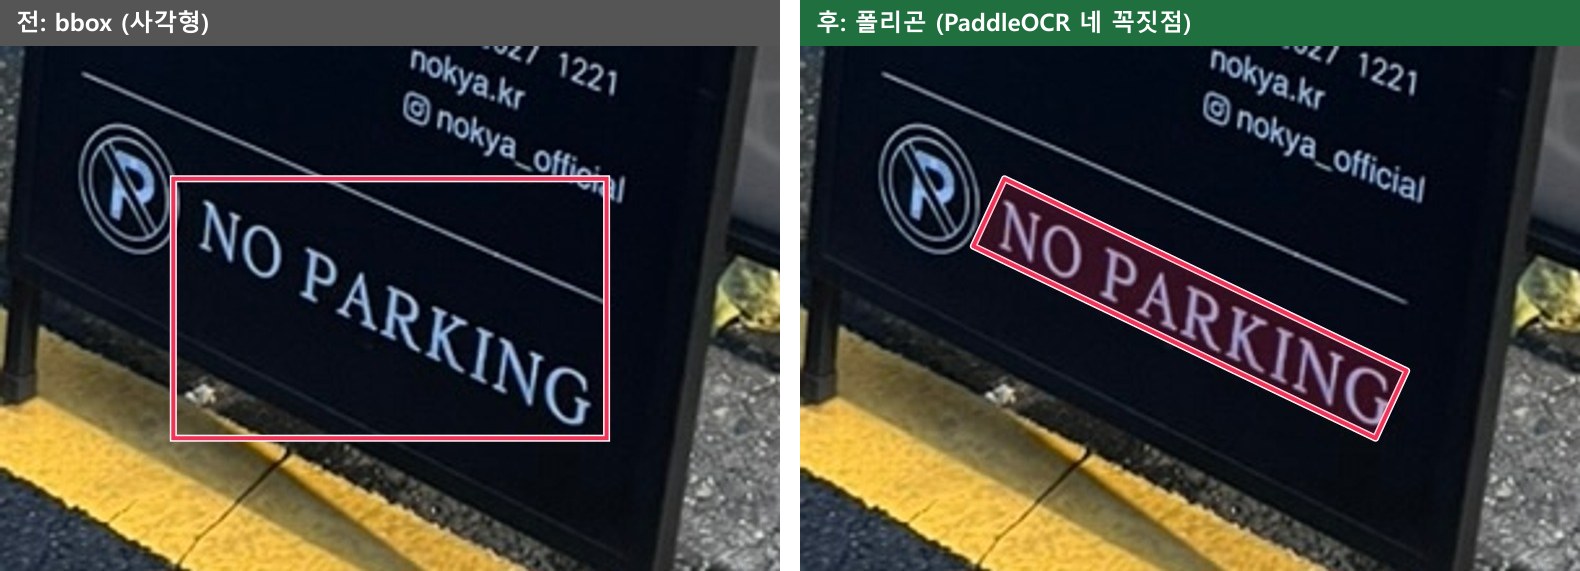 전: bbox (사각형)
1221
nokya.kr
nokya_official
NO PARKING
후: 폴리곤 (PaddleOCR 네 꼭짓점)
1221
nokya.kr
nokya_official
NO PARKING